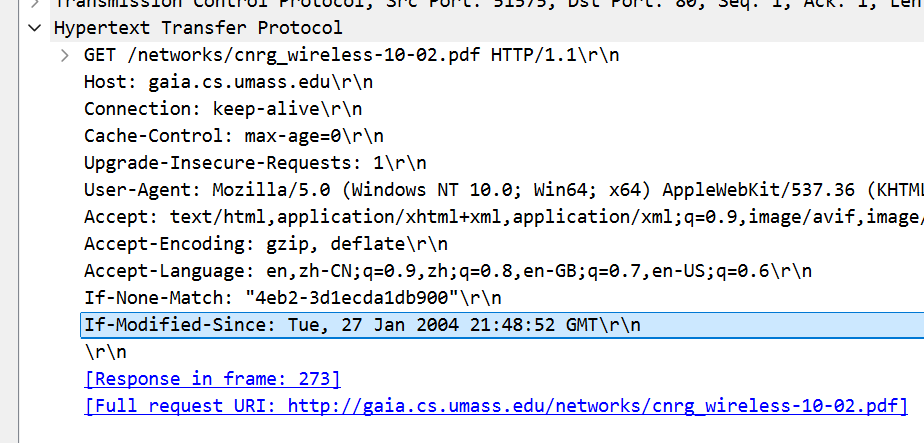 Transmission Control Protocol, Src Port: 51575, Dst Port: 80, Seq: 1, Ack: 1, Len
Hypertext Transfer Protocol
GET /networks/cnrg_wireless-10-02.pdf HTTP/1.1\r\n
Host: gaia.cs.umass.edu\r\n
Connection: keep-alive\r\n
Cache-Control: max-age=0\r\n
Upgrade-Insecure-Requests: 1\r\n
User-Agent: Mozilla/5.0 (Windows NT 10.0; Win64; x64) AppleWebKit/537.36 (KHTM
Accept: text/html,application/xhtml+xml,application/xml;q=0.9,image/avif,image/
Accept-Encoding: gzip, deflate\r\n
Accept-Language: en,zh-CN;q=0.9,zh;q=0.8,en-GB;q=0.7,en-US;q=0.6\r\n
If-None-Match: "4eb2-3d1ecda1db900"\r\n
If-Modified-Since: Tue, 27 Jan 2004 21:48:52 GMT\r\n
\r\n
[Response in frame: 273]
[Full request URI: http://gaia.cs.umass.edu/networks/cnrg_wireless-10-02.pdf]